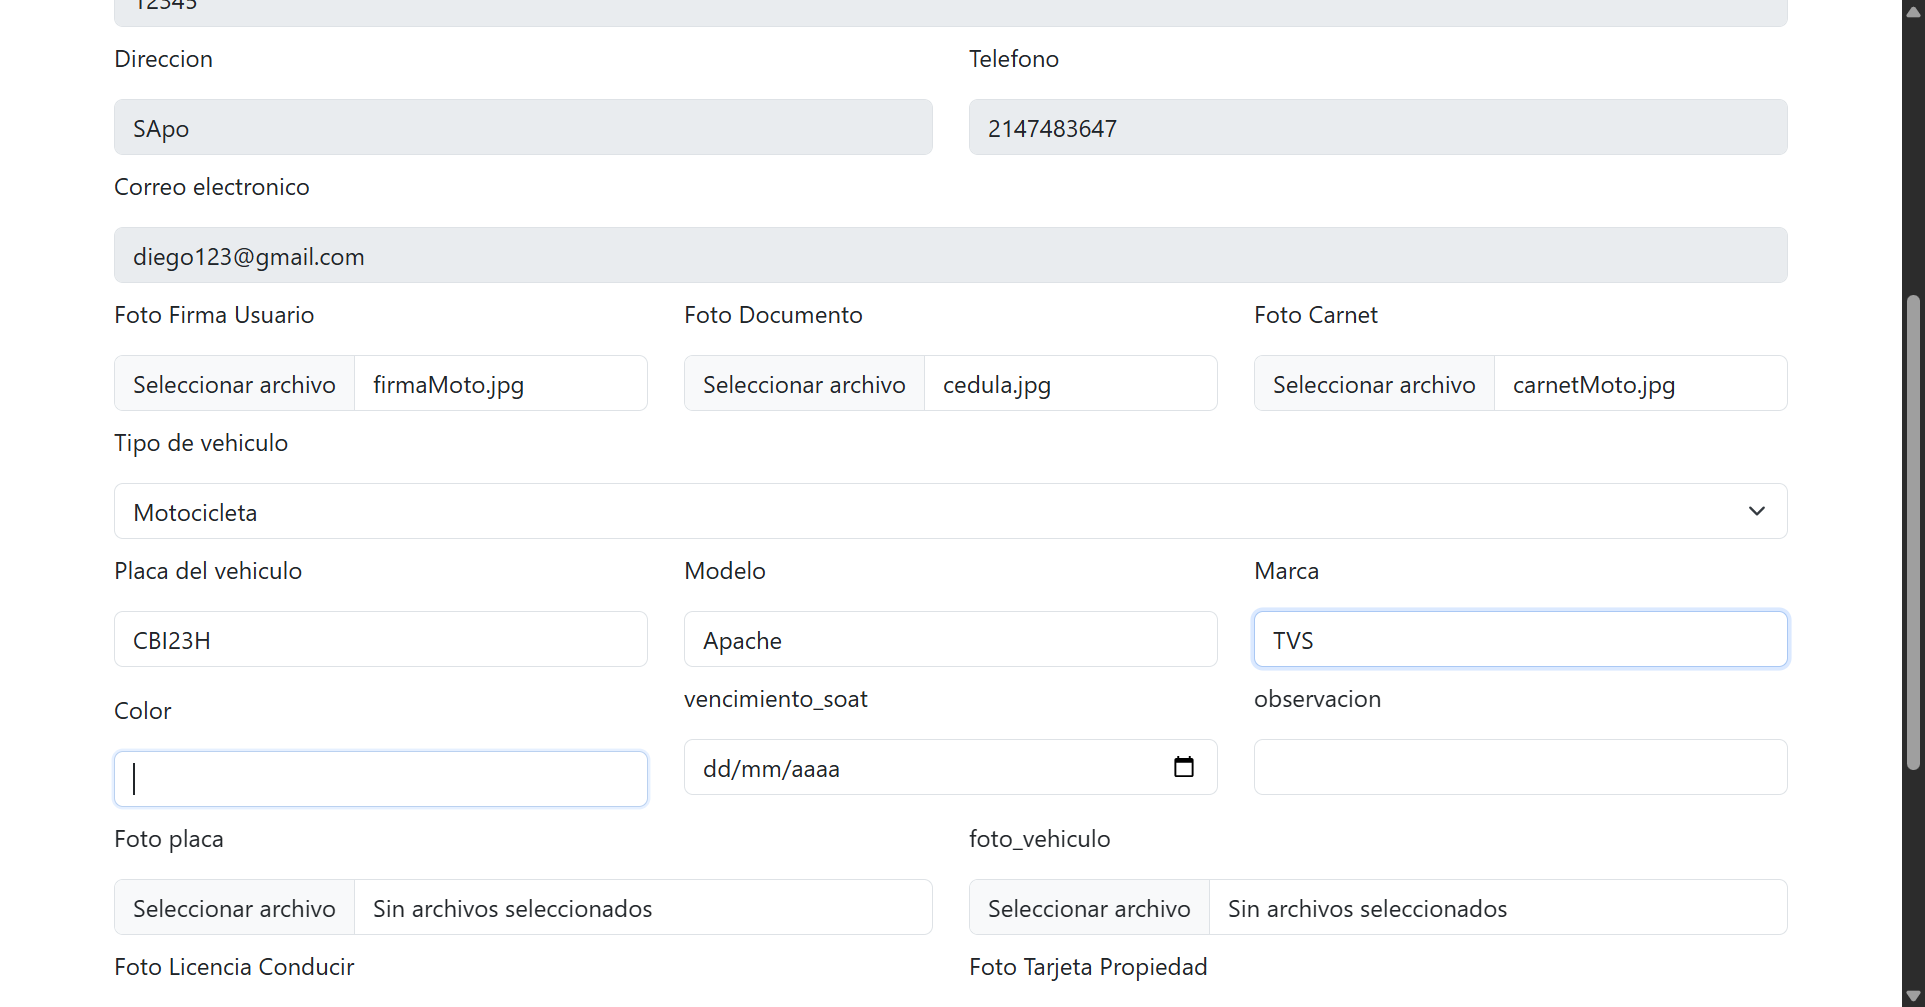 12345
Direccion
Telefono
SApo
2147483647
Correo electronico
diego123@gmail.com
Foto Firma Usuario
Foto Documento
Foto Carnet
Seleccionar archivo firmaMoto.jpg
Seleccionar archivo cedula.jpg
Seleccionar archivo carnetMoto.jpg
Tipo de vehiculo
Motocicleta
Placa del vehiculo
Modelo
Marca
CBI23H
Apache
TVS
Color
vencimiento_soat
observacion
dd/mm/aaaa
Foto placa
foto_vehiculo
Seleccionar archivo Sin archivos seleccionados
Seleccionar archivo Sin archivos seleccionados
Foto Licencia Conducir
Foto Tarjeta Propiedad